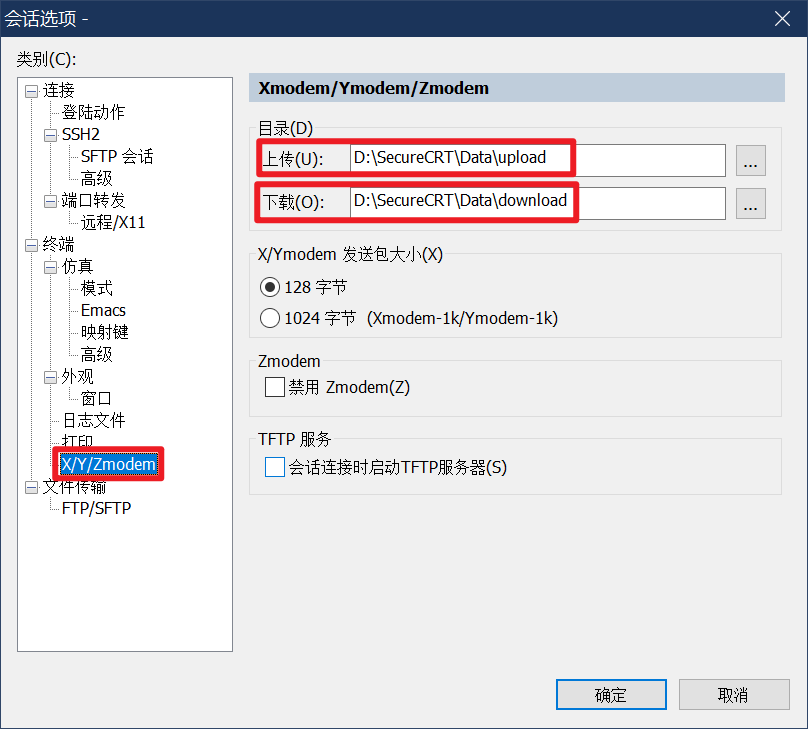 会话选项 -
类别(C):
连接
登陆动作
SSH2
SFTP 会话
高级
端口转发
远程/X11
终端
仿真
模式
Emacs
映射键
高级
外观
窗口
日志文件
打印
X/Y/Zmodem
文件传输
FTP/SFTP
Xmodem/Ymodem/Zmodem
目录(D)
上传(U): D:\SecureCRT\Data\upload ...
下载(O): D:\SecureCRT\Data\download ...
X/Ymodem 发送包大小(X)
128 字节
1024 字节 (Xmodem-1k/Ymodem-1k)
Zmodem
禁用 Zmodem(Z)
TFTP 服务
会话连接时启动TFTP服务器(S)
确定 取消